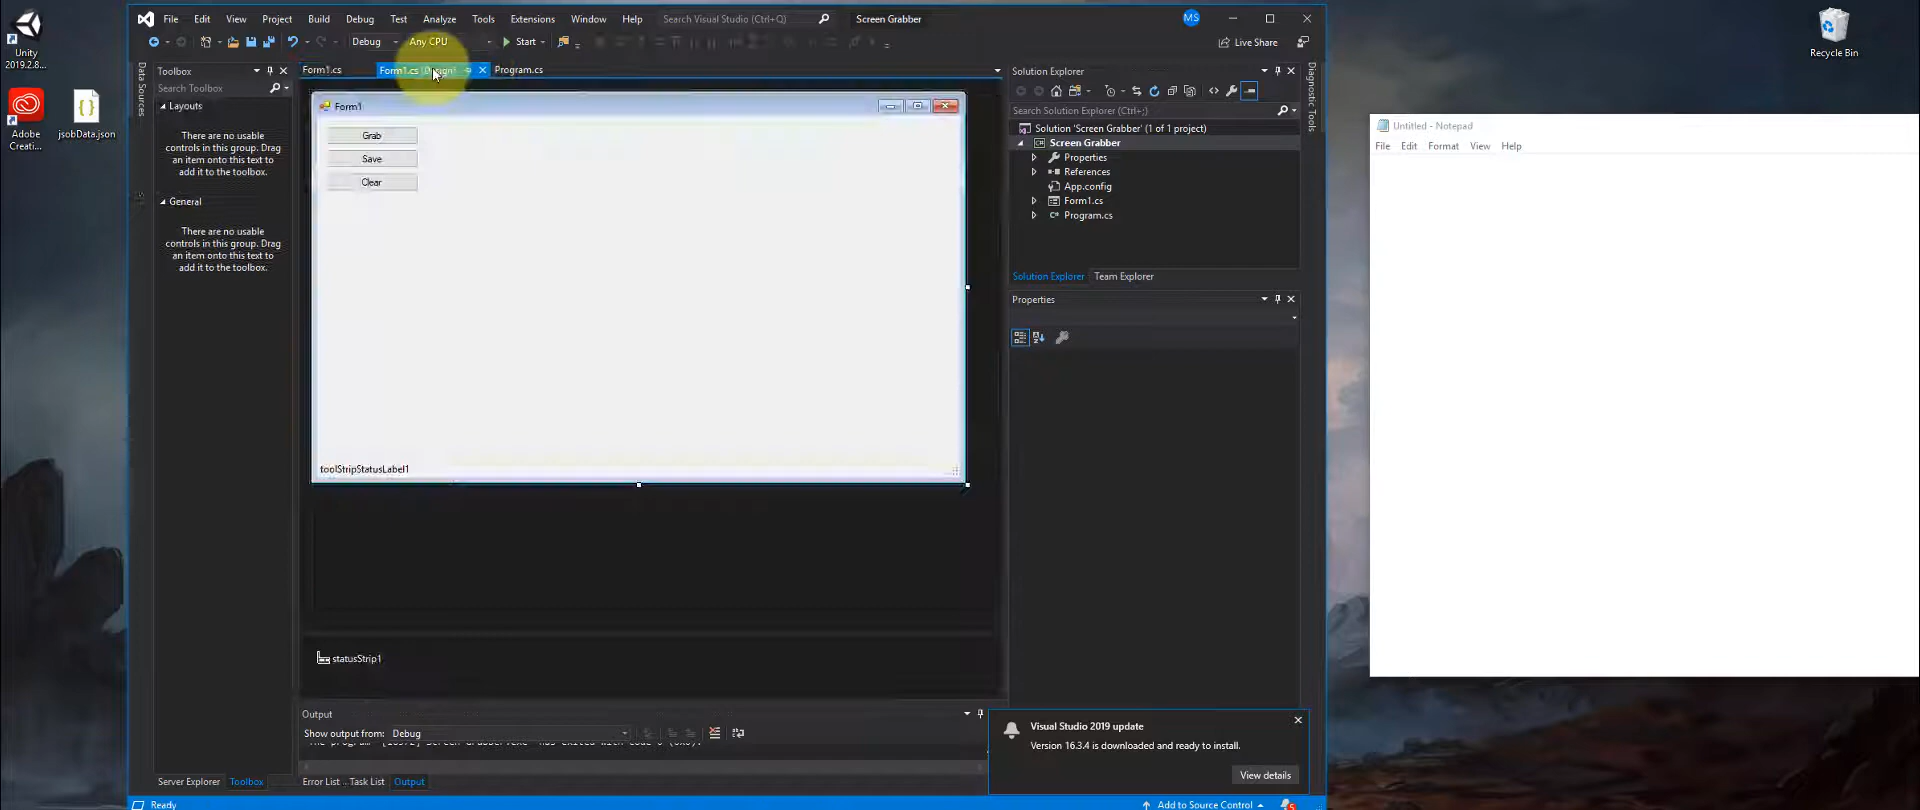 Unity
2019.2.8...
Adobe
Creati...
jsobData.json
File Edit View Project Build Debug Test Analyze Tools Extensions Window Help Search Visual Studio (Ctrl+Q) Screen Grabber MS
Debug Any CPU Start Live Share
Data Sources
Toolbox
Search Toolbox
Layouts
There are no usable
controls in this group. Drag
an item onto this text to
add it to the toolbox.
General
There are no usable
controls in this group. Drag
an item onto this text to
add it to the toolbox.
Server Explorer Toolbox
Form1.cs Form1.cs [Design] Program.cs
Form1
Grab
Save
Clear
toolStripStatusLabel1
statusStrip1
Output
Show output from: Debug
Error List ... Task List Output
Solution Explorer
Search Solution Explorer (Ctrl+;)
Solution 'Screen Grabber' (1 of 1 project)
Screen Grabber
Properties
References
App.config
Form1.cs
Program.cs
Solution Explorer Team Explorer
Properties
Diagnostic Tools
Visual Studio 2019 update
Version 16.3.4 is downloaded and ready to install.
View details
Ready
Add to Source Control
5
Untitled - Notepad
File Edit Format View Help
Recycle Bin